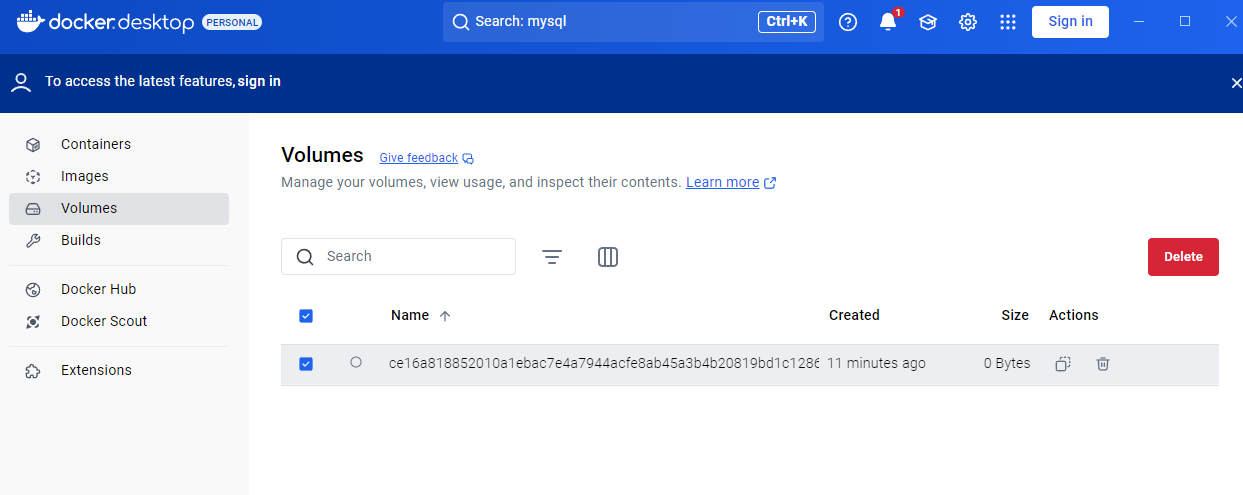 docker.desktop PERSONAL Search: mysql Ctrl+K 1 Sign in
To access the latest features, sign in
Containers
Images
Volumes
Builds
Docker Hub
Docker Scout
Extensions
Volumes Give feedback
Manage your volumes, view usage, and inspect their contents. Learn more
Search Delete
Name Created Size Actions
ce16a818852010a1ebac7e4a7944acfe8ab45a3b4b20819bd1c1286 11 minutes ago 0 Bytes